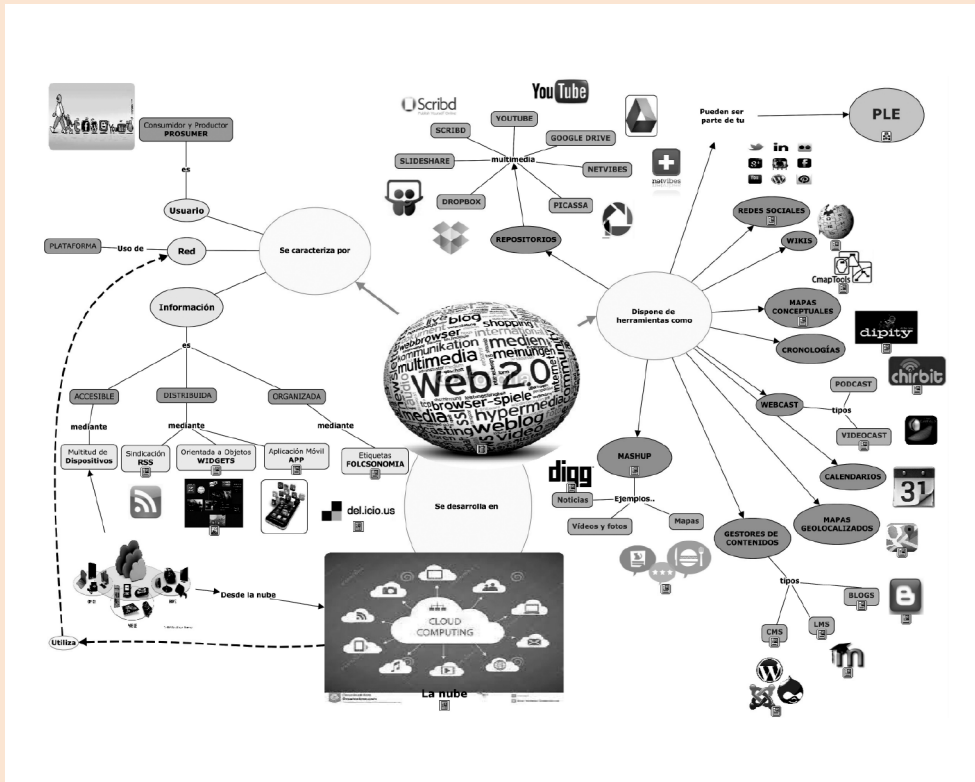 Consumidor y Productor
PROSUMER
es
Usuario
PLATAFORMA
Uso de
Red
Información
es
Se caracteriza por
ACCESIBLE
DISTRIBUIDA
ORGANIZADA
mediante
mediante
mediante
Multitud de
Dispositivos
Sindicación
RSS
Orientada a Objetos
WIDGETS
Aplicación Móvil
APP
Etiquetas
FOLCSONOMIA
del.icio.us
Desde la nube
Utiliza
Scribd
YouTube
SCRIBD
YOUTUBE
GOOGLE DRIVE
SLIDESHARE
multimedia
NETVIBES
netvibes
DROPBOX
PICASSA
REPOSITORIOS
blog
shopping
webbrowser
international
kommunikation
medien
multimedia
meinungen
Web 2.0
browser-spiele
media
hypermedia
weblog
video
Se desarrolla en
CLOUD
COMPUTING
La nube
Pueden ser
parte de tu
PLE
in
REDES SOCIALES
WIKIS
CmapTools
Dispone de
herramientas como
MAPAS
CONCEPTUALES
dipity
CRONOLOGÍAS
PODCAST
chirbit
WEBCAST
tipos
VIDEOCAST
CALENDARIOS
31
MAPAS
GEOLOCALIZADOS
MASHUP
digg
Noticias
Ejemplos..
Vídeos y fotos
Mapas
GESTORES DE
CONTENIDOS
tipos
BLOGS
CMS
LMS